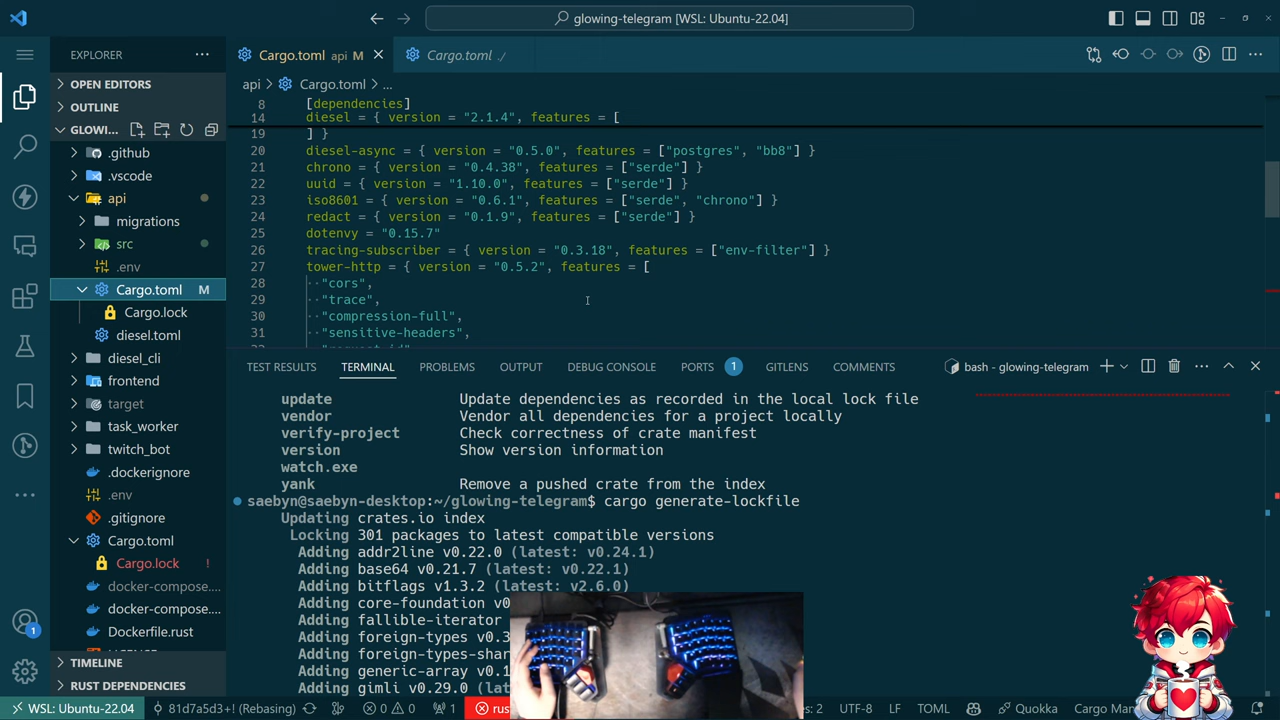 glowing-telegram [WSL: Ubuntu-22.04]
EXPLORER
Cargo.toml api M
Cargo.toml ./
OPEN EDITORS
OUTLINE
GLOWI...
.github
.vscode
api
migrations
src
.env
Cargo.toml M
Cargo.lock
diesel.toml
diesel_cli
frontend
target
task_worker
twitch_bot
.dockerignore
.env
.gitignore
Cargo.toml
Cargo.lock !
docker-compose....
docker-compose....
Dockerfile.rust
TIMELINE
RUST DEPENDENCIES
api > Cargo.toml > ...
8 [dependencies]
14 diesel = { version = "2.1.4", features = [
19 ] }
20 diesel-async = { version = "0.5.0", features = ["postgres", "bb8"] }
21 chrono = { version = "0.4.38", features = ["serde"] }
22 uuid = { version = "1.10.0", features = ["serde"] }
23 iso8601 = { version = "0.6.1", features = ["serde", "chrono"] }
24 redact = { version = "0.1.9", features = ["serde"] }
25 dotenvy = "0.15.7"
26 tracing-subscriber = { version = "0.3.18", features = ["env-filter"] }
27 tower-http = { version = "0.5.2", features = [
28 "cors",
29 "trace",
30 "compression-full",
31 "sensitive-headers",
TEST RESULTS
TERMINAL
PROBLEMS
OUTPUT
DEBUG CONSOLE
PORTS 1
GITLENS
COMMENTS
bash - glowing-telegram
update Update dependencies as recorded in the local lock file
vendor Vendor all dependencies for a project locally
verify-project Check correctness of crate manifest
version Show version information
watch.exe
yank Remove a pushed crate from the index
saebyn@saebyn-desktop:~/glowing-telegram$ cargo generate-lockfile
Updating crates.io index
Locking 301 packages to latest compatible versions
Adding addr2line v0.22.0 (latest: v0.24.1)
Adding base64 v0.21.7 (latest: v0.22.1)
Adding bitflags v1.3.2 (latest: v2.6.0)
Adding core-foundation v0
Adding fallible-iterator
Adding foreign-types v0.3
Adding foreign-types-shar
Adding generic-array v0.1
Adding gimli v0.29.0 (lat
1
WSL: Ubuntu-22.04
81d7a5d3+! (Rebasing)
0 0
1
rus
: 2
UTF-8
LF
TOML
Quokka
Cargo Man